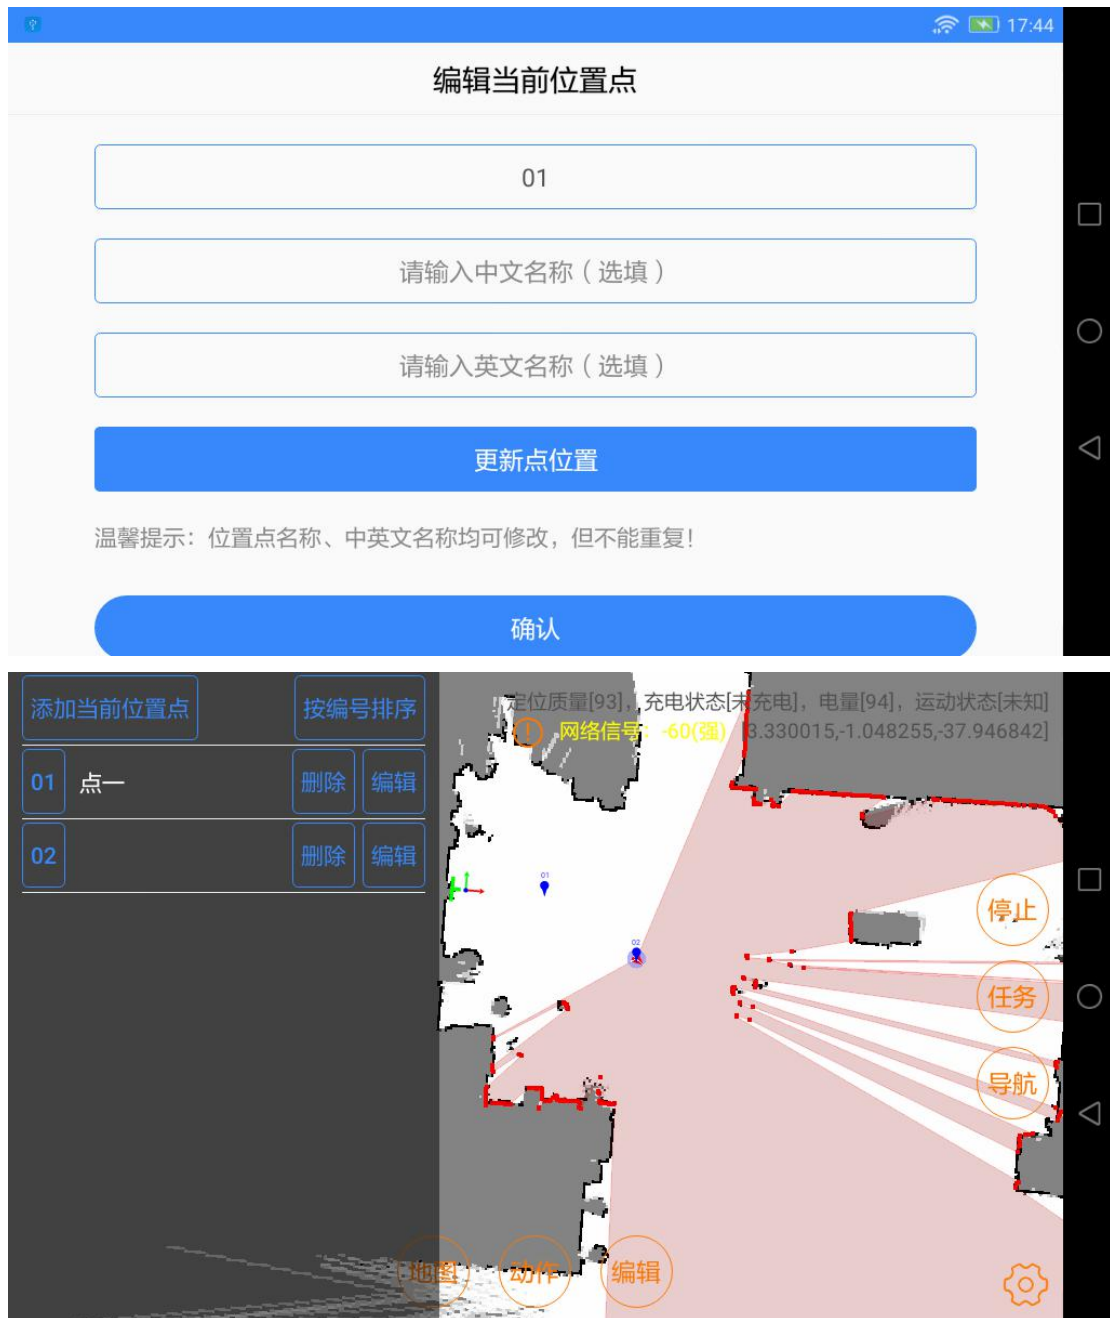 17:44
编辑当前位置点
01
请输入中文名称（选填）
请输入英文名称（选填）
更新点位置
温馨提示：位置点名称、中英文名称均可修改，但不能重复！
确认
添加当前位置点 按编号排序
定位质量[93]，充电状态[未充电]，电量[94]，运动状态[未知]
网络信号：-60(强) [3.330015,-1.048255,-37.946842]
01 点一 删除 编辑
02 删除 编辑
01
02
停止
任务
导航
地图 动作 编辑